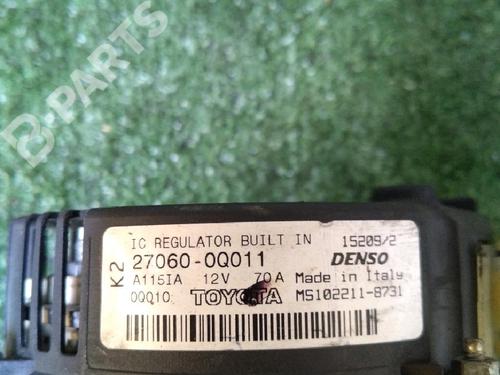 B-PARTS
IC REGULATOR BUILT IN 15209/2
K2 27060-0Q011 DENSO
A115IA 12V 70A Made in Italy
0QQ10 TOYOTA MS102211-8731